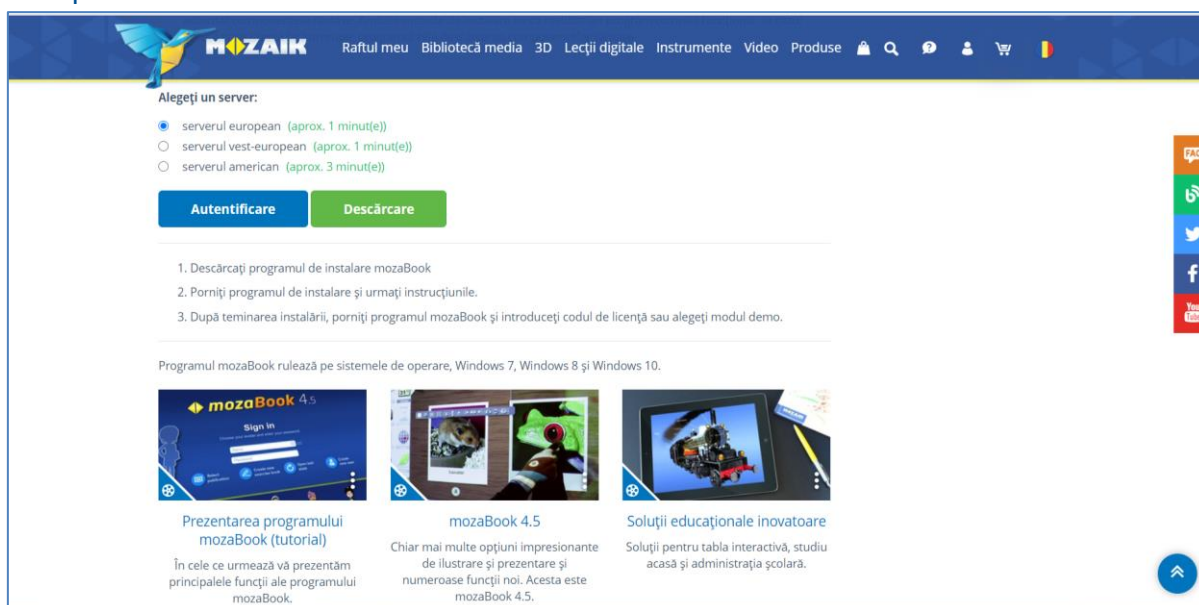 MOZAIK
Raftul meu Bibliotecă media 3D Lecţii digitale Instrumente Video Produse
Alegeţi un server:
serverul european (aprox. 1 minut(e))
serverul vest-european (aprox. 1 minut(e))
serverul american (aprox. 3 minut(e))
Autentificare Descărcare
1. Descărcaţi programul de instalare mozaBook
2. Porniţi programul de instalare şi urmaţi instrucţiunile.
3. După teminarea instalării, porniţi programul mozaBook şi introduceţi codul de licenţă sau alegeţi modul demo.
Programul mozaBook rulează pe sistemele de operare, Windows 7, Windows 8 şi Windows 10.
mozaBook 4.5
Sign in
Prezentarea programului
mozaBook (tutorial)
În cele ce urmează vă prezentăm
principalele funcţii ale programului
mozaBook.
mozaBook 4.5
Chiar mai multe opţiuni impresionante
de ilustrare şi prezentare şi
numeroase funcţii noi. Acesta este
mozaBook 4.5.
Soluţii educaţionale inovatoare
Soluţii pentru tabla interactivă, studiu
acasă şi administraţia şcolară.
FAQ
You
Tube